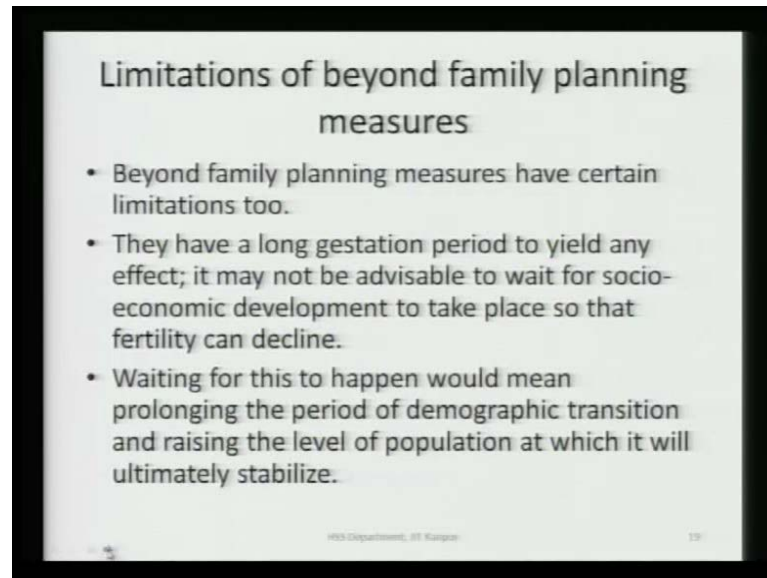 Limitations of beyond family planning
measures
• Beyond family planning measures have certain
limitations too.
• They have a long gestation period to yield any
effect; it may not be advisable to wait for socio-
economic development to take place so that
fertility can decline.
• Waiting for this to happen would mean
prolonging the period of demographic transition
and raising the level of population at which it will
ultimately stabilize.
HSS Department, IIT Kanpur
19